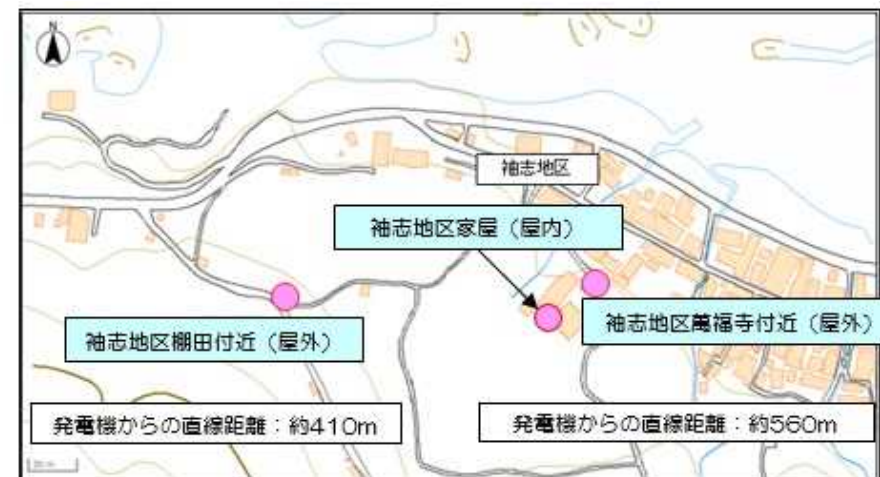 N
袖志地区
袖志地区家屋（屋内）
袖志地区萬福寺付近（屋外）
袖志地区棚田付近（屋外）
発電機からの直線距離：約410m
発電機からの直線距離：約560m